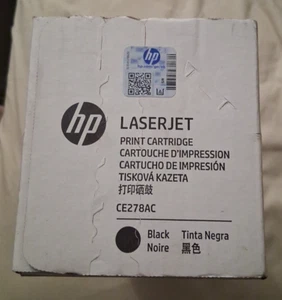 hp
hp
LASERJET
PRINT CARTRIDGE
CARTOUCHE D'IMPRESSION
CARTUCHO DE IMPRESIÓN
TISKOVÁ KAZETA
打印硒鼓
CE278AC
Black Tinta Negra
Noire 黑色